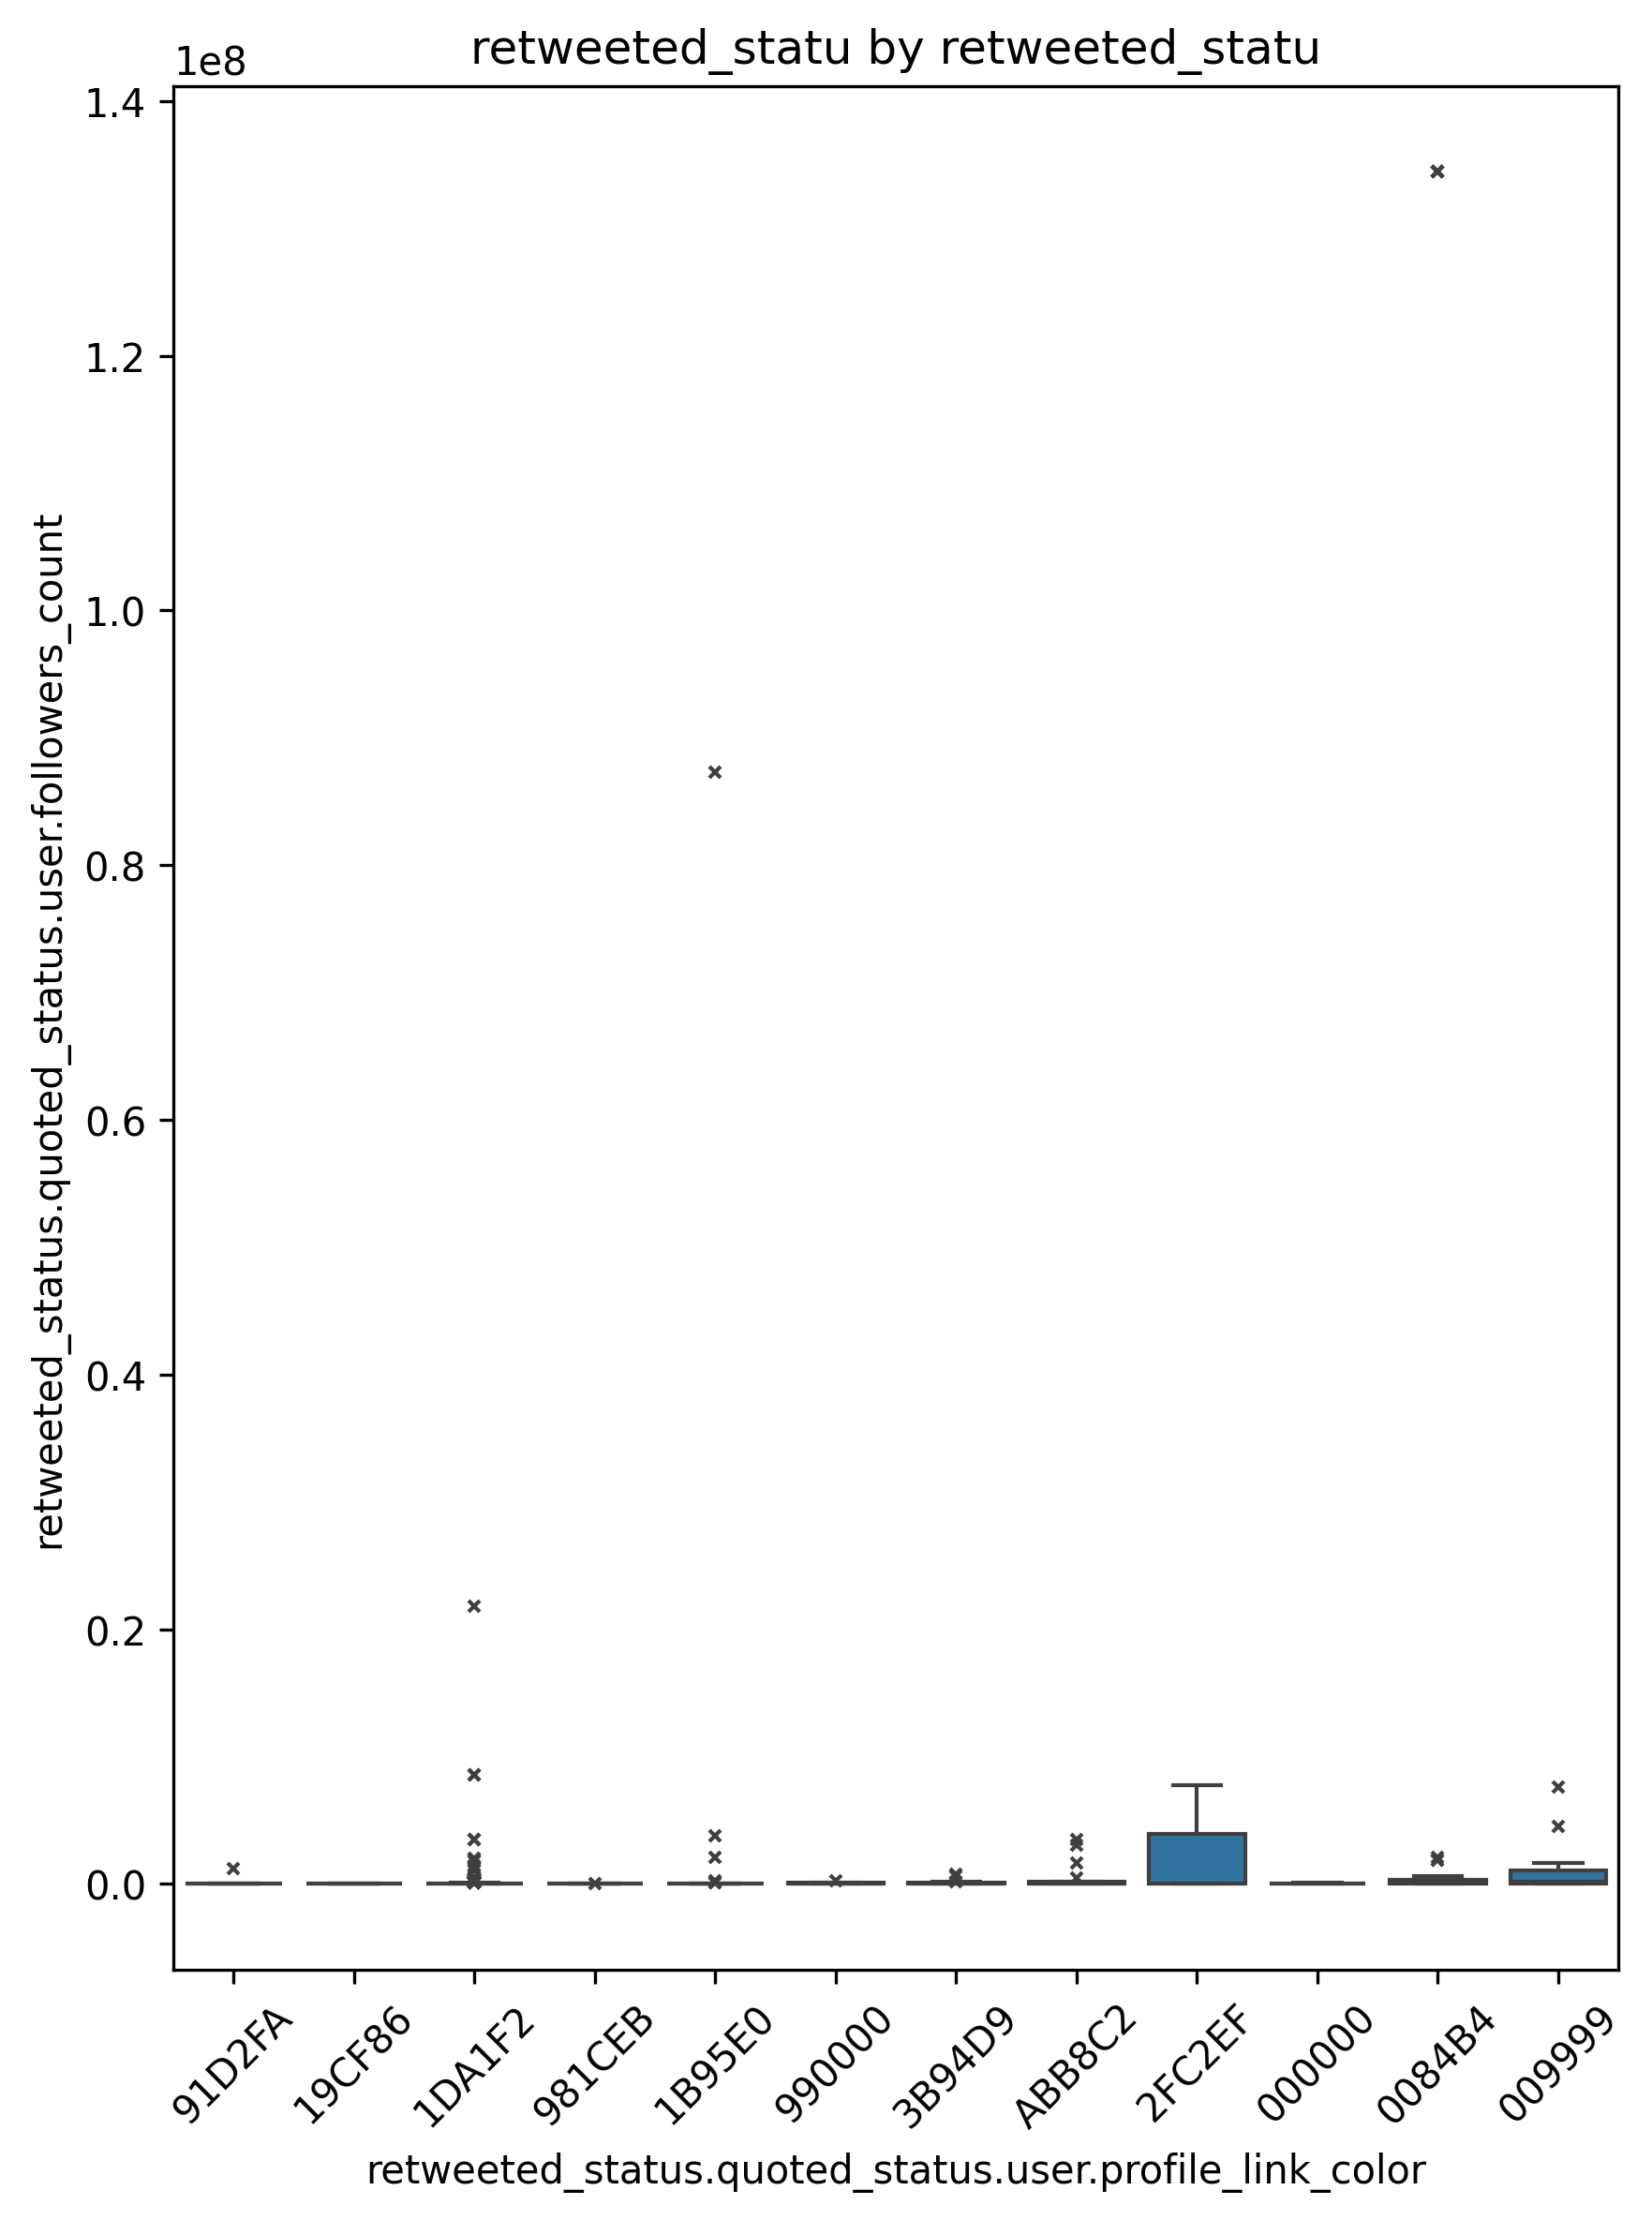 retweeted_statu by retweeted_statu
1e8
1.4
1.2
1.0
0.8
0.6
0.4
0.2
0.0
retweeted_status.quoted_status.user.followers_count
91D2FA
19CF86
1DA1F2
981CEB
1B95E0
990000
3B94D9
ABB8C2
2FC2EF
000000
0084B4
009999
retweeted_status.quoted_status.user.profile_link_color